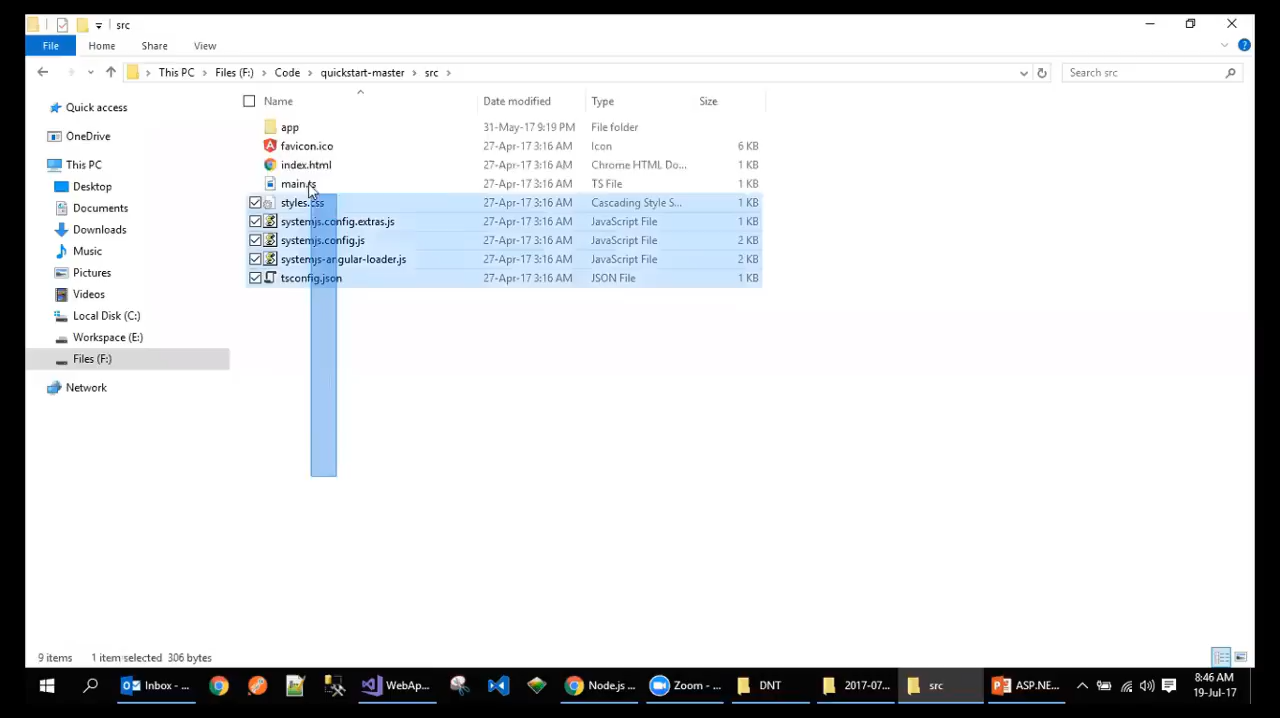 src
File Home Share View
This PC Files (F:) Code quickstart-master src
Search src
Name Date modified Type Size
Quick access
OneDrive
This PC
Desktop
Documents
Downloads
Music
Pictures
Videos
Local Disk (C:)
Workspace (E:)
Files (F:)
Network
app 31-May-17 9:19 PM File folder
favicon.ico 27-Apr-17 3:16 AM Icon 6 KB
index.html 27-Apr-17 3:16 AM Chrome HTML Do... 1 KB
main.ts 27-Apr-17 3:16 AM TS File 1 KB
styles.css 27-Apr-17 3:16 AM Cascading Style S... 1 KB
systemjs.config.extras.js 27-Apr-17 3:16 AM JavaScript File 1 KB
systemjs.config.js 27-Apr-17 3:16 AM JavaScript File 2 KB
systemjs-angular-loader.js 27-Apr-17 3:16 AM JavaScript File 2 KB
tsconfig.json 27-Apr-17 3:16 AM JSON File 1 KB
9 items 1 item selected 306 bytes
Inbox - ... WebAp... Node.js ... Zoom - ... DNT 2017-07... src ASP.NE...
8:46 AM
19-Jul-17